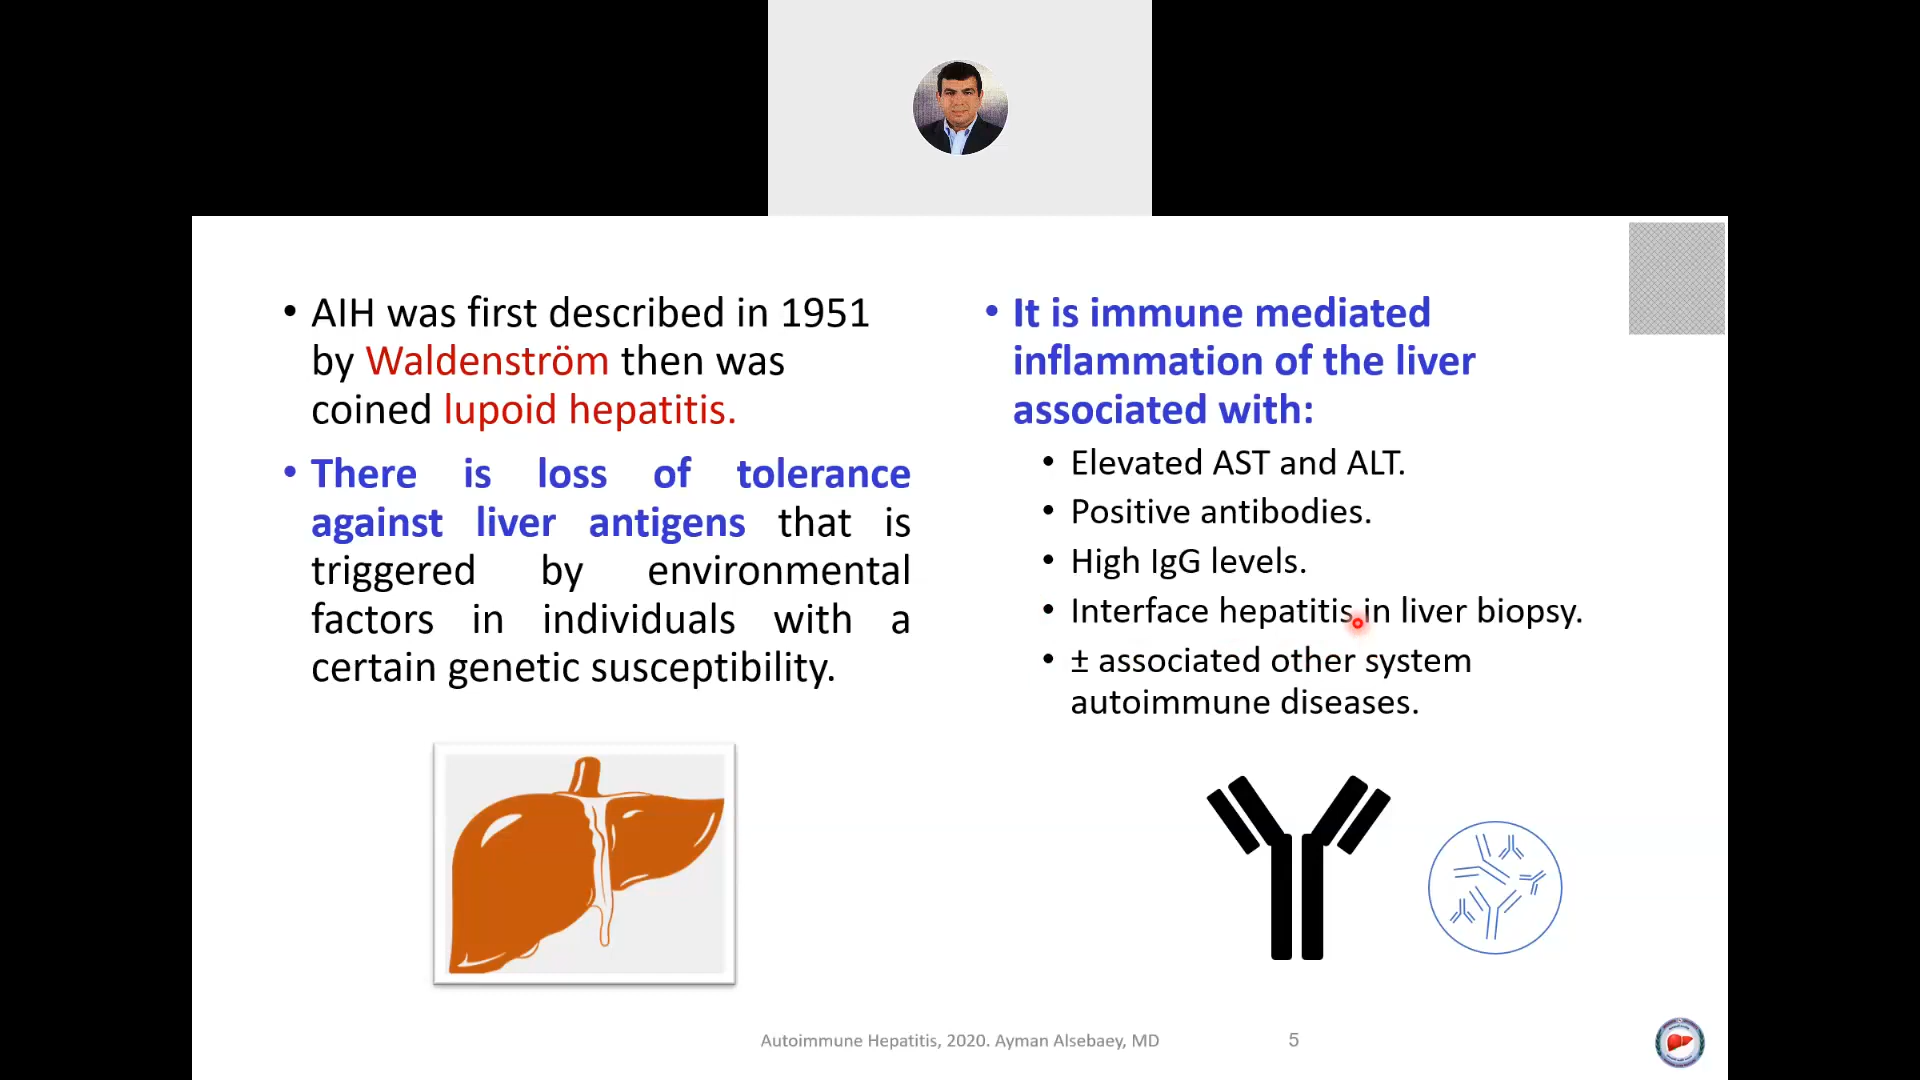 • AIH was first described in 1951
by Waldenström then was
coined lupoid hepatitis.
• There is loss of tolerance
against liver antigens that is
triggered by environmental
factors in individuals with a
certain genetic susceptibility.
• It is immune mediated
inflammation of the liver
associated with:
• Elevated AST and ALT.
• Positive antibodies.
• High IgG levels.
• Interface hepatitis in liver biopsy.
• ± associated other system
autoimmune diseases.
Autoimmune Hepatitis, 2020. Ayman Alsebaey, MD
5